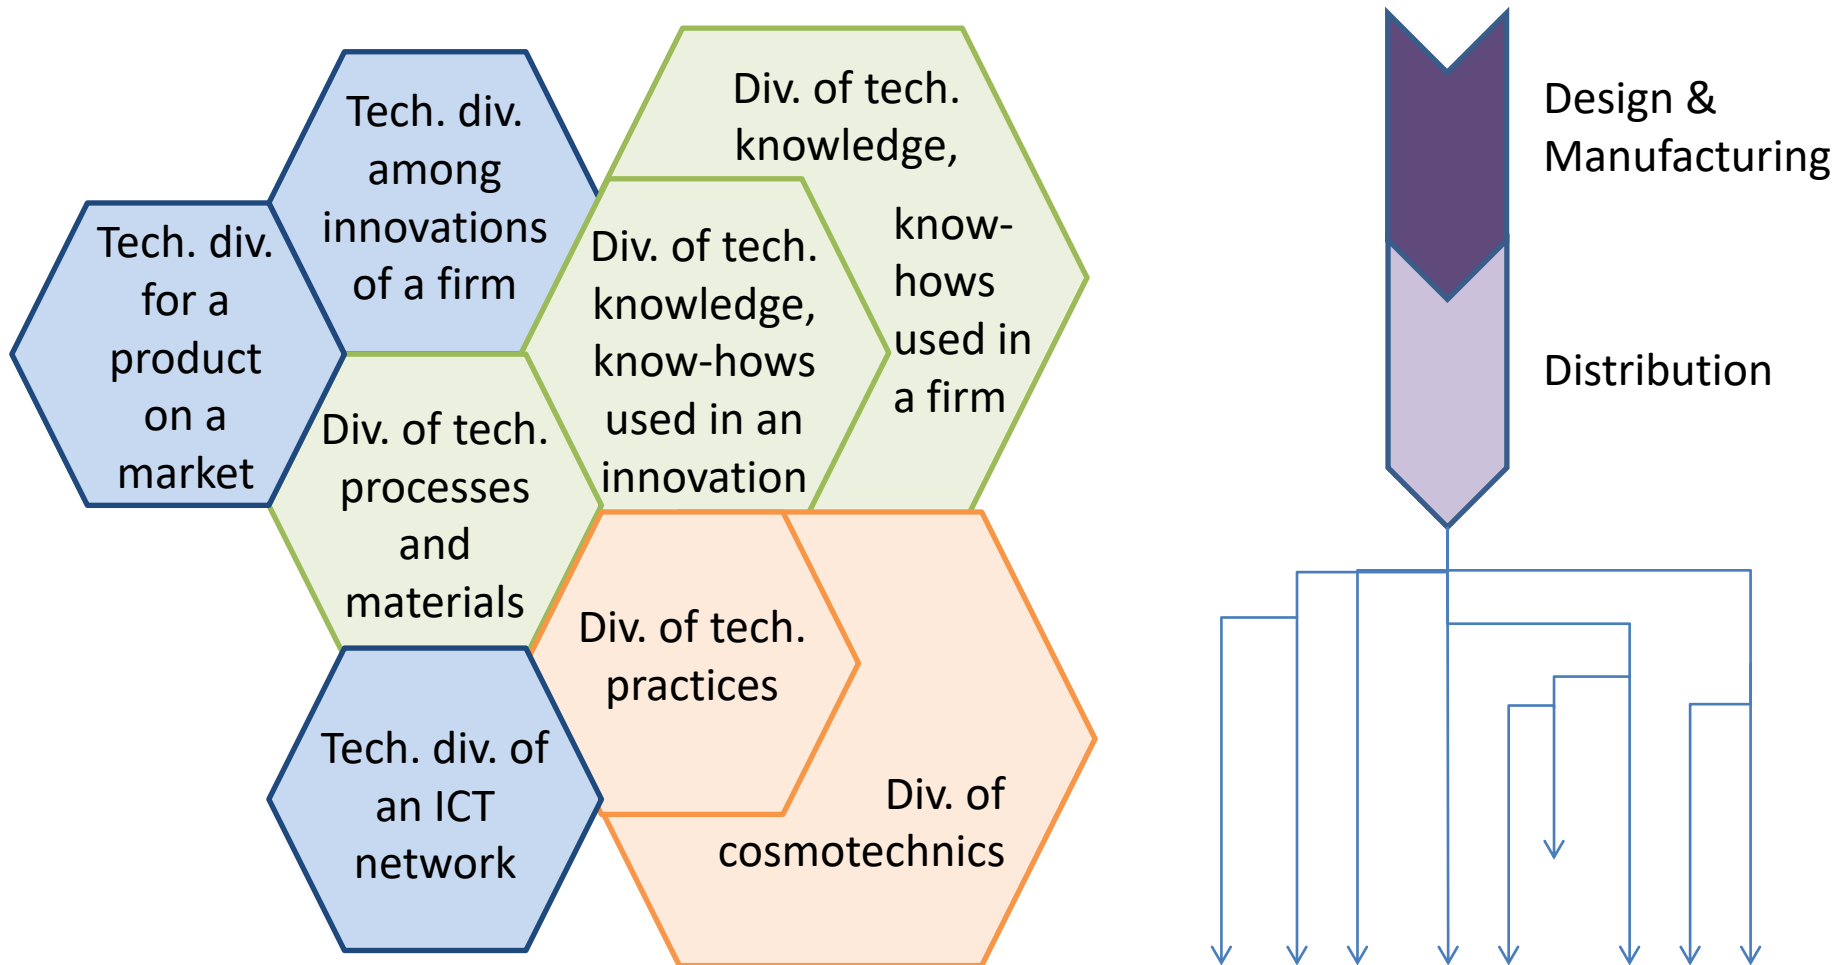 Tech. div.
for a
product
on a
market
Tech. div.
among
innovations
of a firm
Div. of tech.
knowledge,
know-
hows
used in
a firm
Div. of tech.
knowledge,
know-hows
used in an
innovation
Div. of tech.
processes
and
materials
Div. of tech.
practices
Div. of
cosmotechnics
Tech. div. of
an ICT
network
Design &
Manufacturing
Distribution